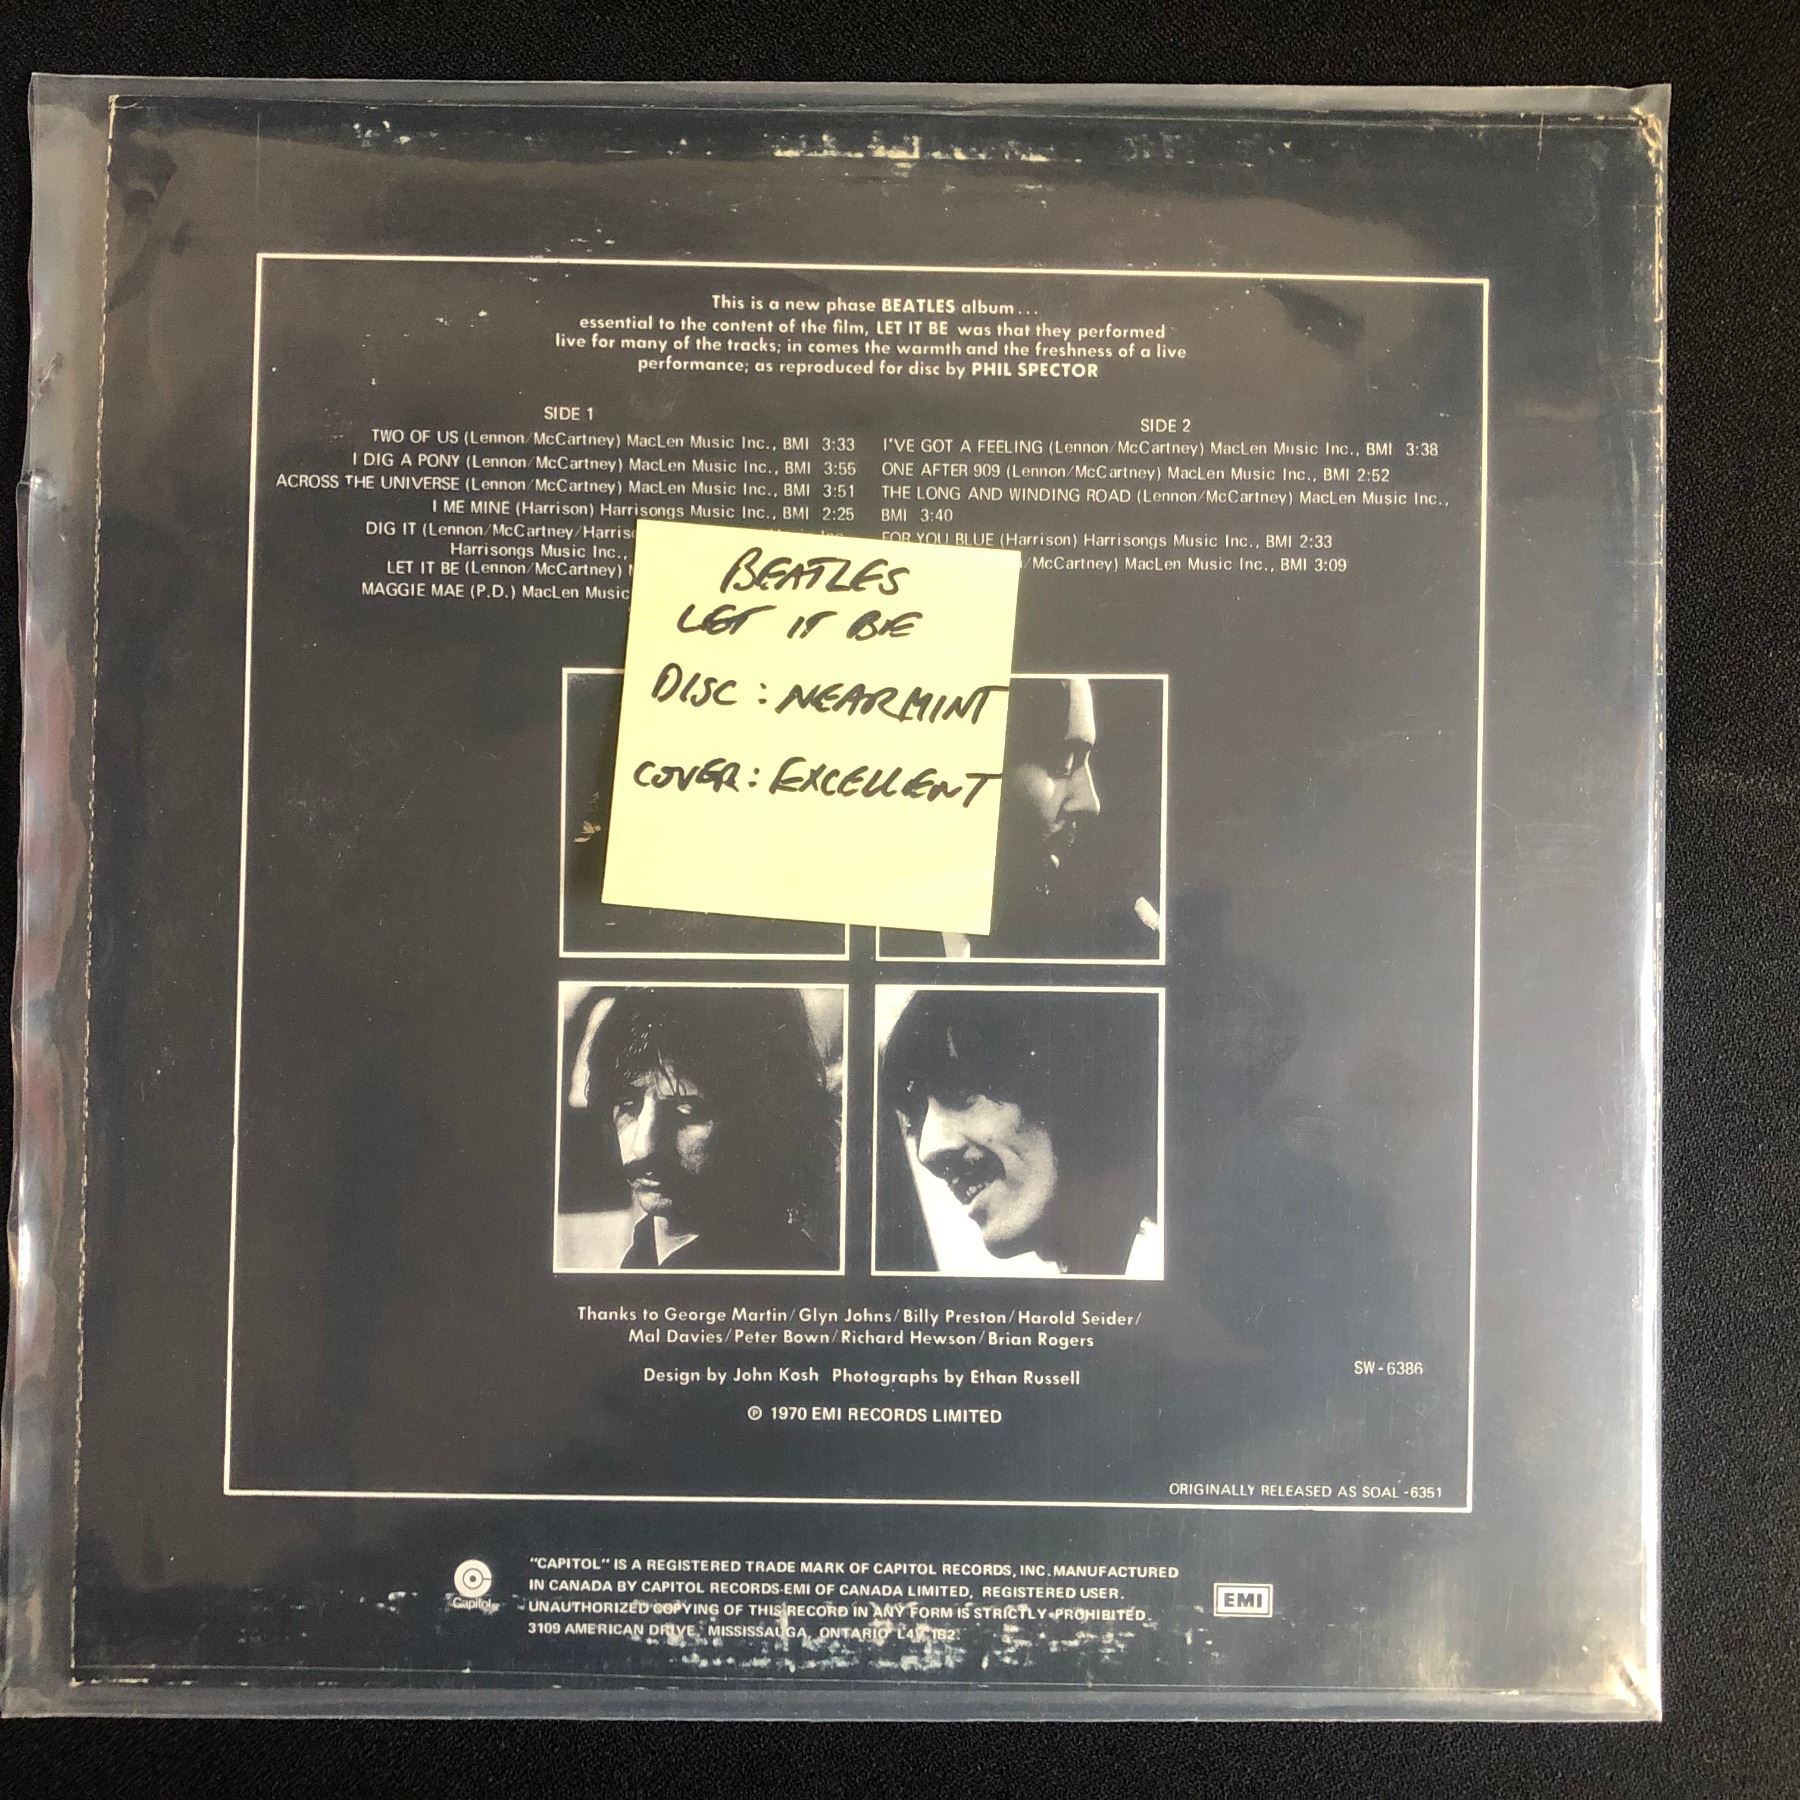 This is a new phase BEATLES album...
essential to the content of the film, LET IT BE was that they performed
live for many of the tracks; in comes the warmth and the freshness of a live
performance; as reproduced for disc by PHIL SPECTOR
SIDE 1
TWO OF US (Lennon/McCartney) MacLen Music Inc., BMI 3:33
I DIG A PONY (Lennon/McCartney) MacLen Music Inc., BMI 3:55
ACROSS THE UNIVERSE (Lennon/McCartney) MacLen Music Inc., BMI 3:51
I ME MINE (Harrison) Harrisongs Music Inc., BMI 2:25
DIG IT (Lennon/McCartney/Harris
Harrisongs Music Inc.,
LET IT BE (Lennon/McCartney)
MAGGIE MAE (P.D.) MacLen Music
SIDE 2
I'VE GOT A FEELING (Lennon/McCartney) MacLen Music Inc., BMI 3:38
ONE AFTER 909 (Lennon/McCartney) MacLen Music Inc., BMI 2:52
THE LONG AND WINDING ROAD (Lennon/McCartney) MacLen Music Inc.,
BMI 3:40
FOR YOU BLUE (Harrison) Harrisongs Music Inc., BMI 2:33
/McCartney) MacLen Music Inc., BMI 3:09
BEATLES
LET IT BE
DISC : NEAR MINT
COVER : EXCELLENT
Thanks to George Martin/Glyn Johns/Billy Preston/Harold Seider/
Mal Davies/Peter Bown/Richard Hewson/Brian Rogers
Design by John Kosh Photographs by Ethan Russell
SW-6386
℗ 1970 EMI RECORDS LIMITED
ORIGINALLY RELEASED AS SOAL-6351
Capitol
"CAPITOL" IS A REGISTERED TRADE MARK OF CAPITOL RECORDS, INC. MANUFACTURED
IN CANADA BY CAPITOL RECORDS-EMI OF CANADA LIMITED, REGISTERED USER.
UNAUTHORIZED COPYING OF THIS RECORD IN ANY FORM IS STRICTLY PROHIBITED.
3109 AMERICAN DRIVE, MISSISSAUGA, ONTARIO L4V 1B2.
EMI